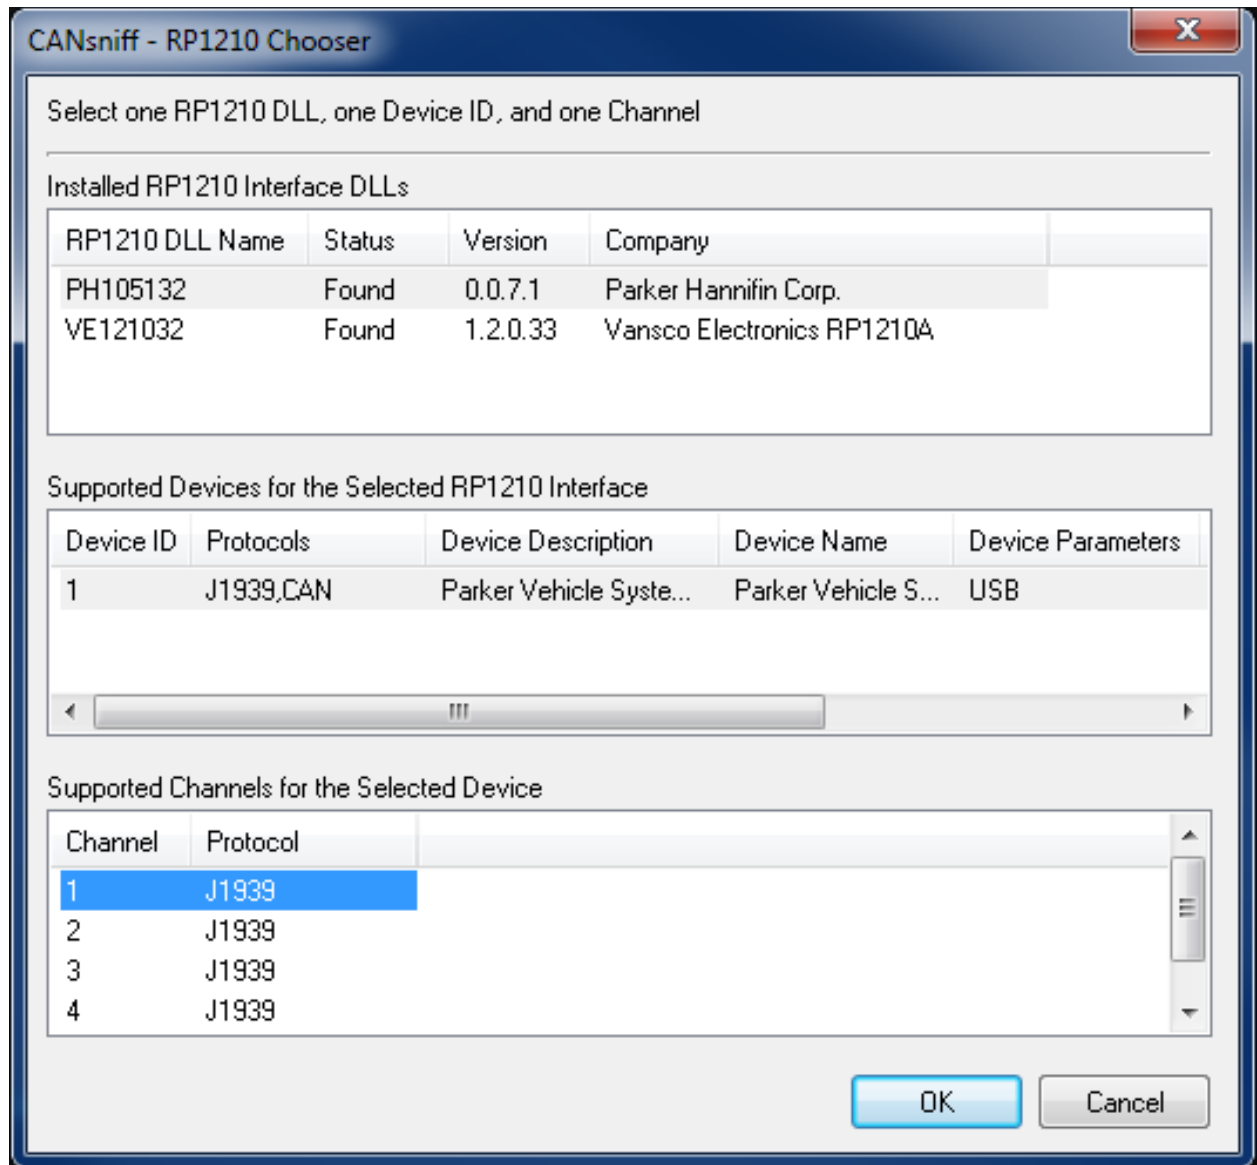 CANsniff - RP1210 Chooser
Select one RP1210 DLL, one Device ID, and one Channel
Installed RP1210 Interface DLLs
RP1210 DLL Name Status Version Company
PH105132 Found 0.0.7.1 Parker Hannifin Corp.
VE121032 Found 1.2.0.33 Vansco Electronics RP1210A
Supported Devices for the Selected RP1210 Interface
Device ID Protocols Device Description Device Name Device Parameters
1 J1939,CAN Parker Vehicle Syste... Parker Vehicle S... USB
Supported Channels for the Selected Device
Channel Protocol
1 J1939
2 J1939
3 J1939
4 J1939
OK Cancel